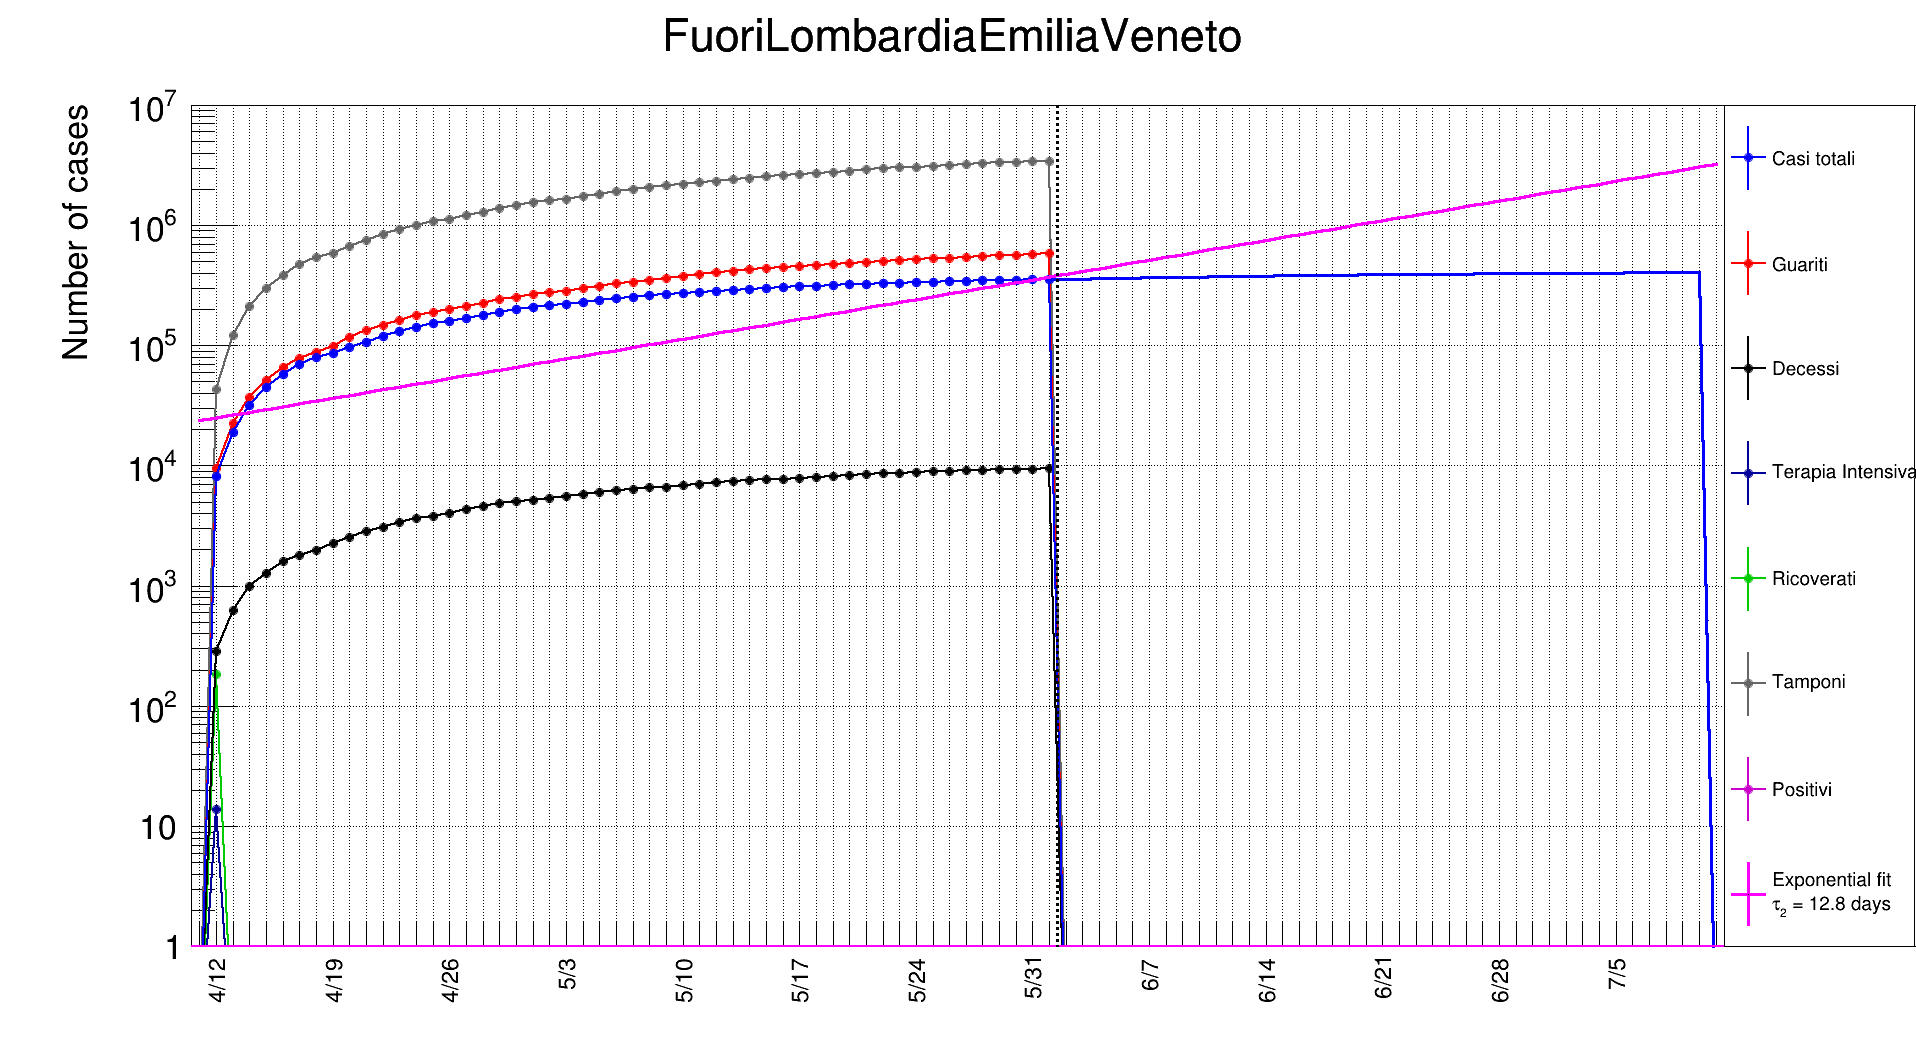 FuoriLombardiaEmiliaVeneto
Number of cases
10^7
10^6
10^5
10^4
10^3
10^2
10
1
4/12
4/19
4/26
5/3
5/10
5/17
5/24
5/31
6/7
6/14
6/21
6/28
7/5
Casi totali
Guariti
Decessi
Terapia Intensiva
Ricoverati
Tamponi
Positivi
Exponential fit
τ₂ = 12.8 days